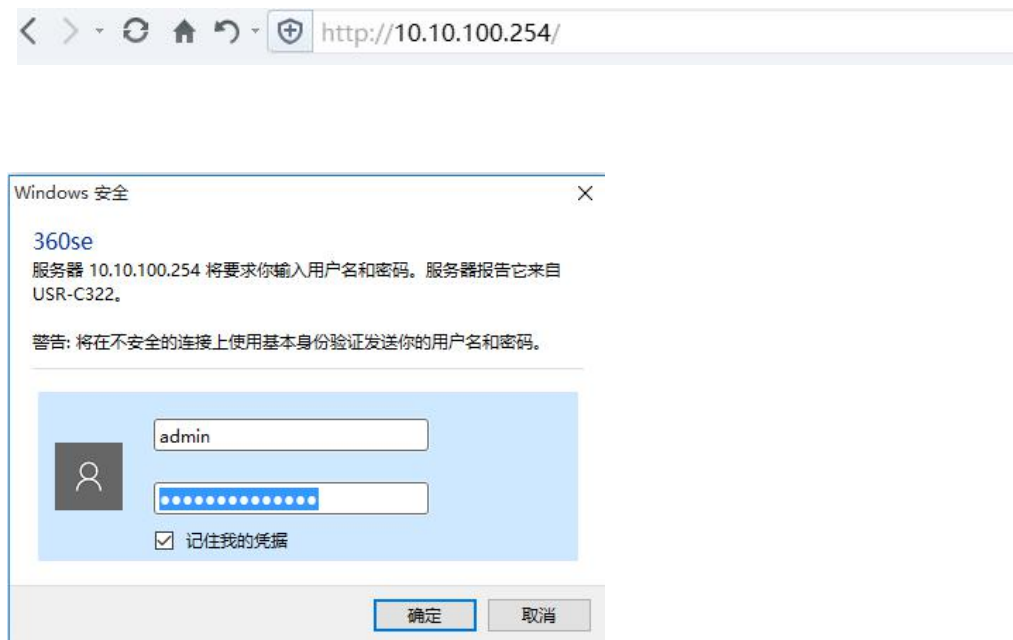 http://10.10.100.254/
Windows 安全
360se
服务器 10.10.100.254 将要求你输入用户名和密码。服务器报告它来自
USR-C322。
警告: 将在不安全的连接上使用基本身份验证发送你的用户名和密码。
admin
●●●●●●●●●●●●●●
记住我的凭据
确定 取消